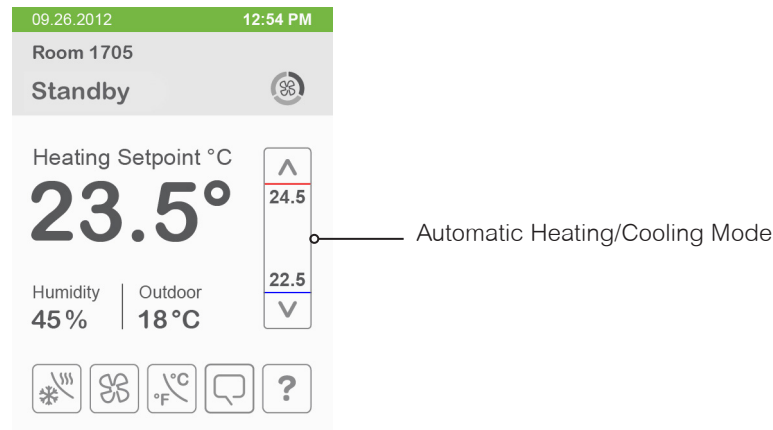 09.26.2012 12:54 PM
Room 1705
Standby
Heating Setpoint °C
23.5°
24.5
Automatic Heating/Cooling Mode
22.5
Humidity Outdoor
45% 18°C
°F °C ?